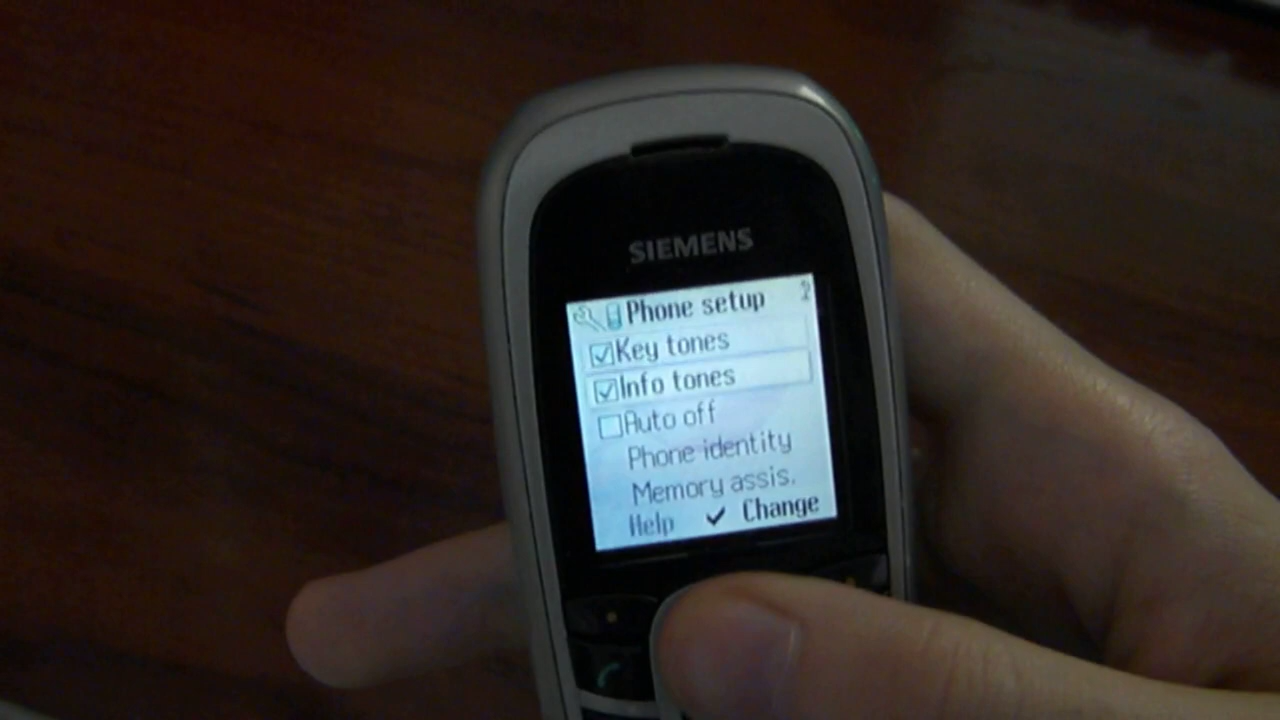 SIEMENS
Phone setup
Key tones
Info tones
Auto off
Phone identity
Memory assis.
Help Change